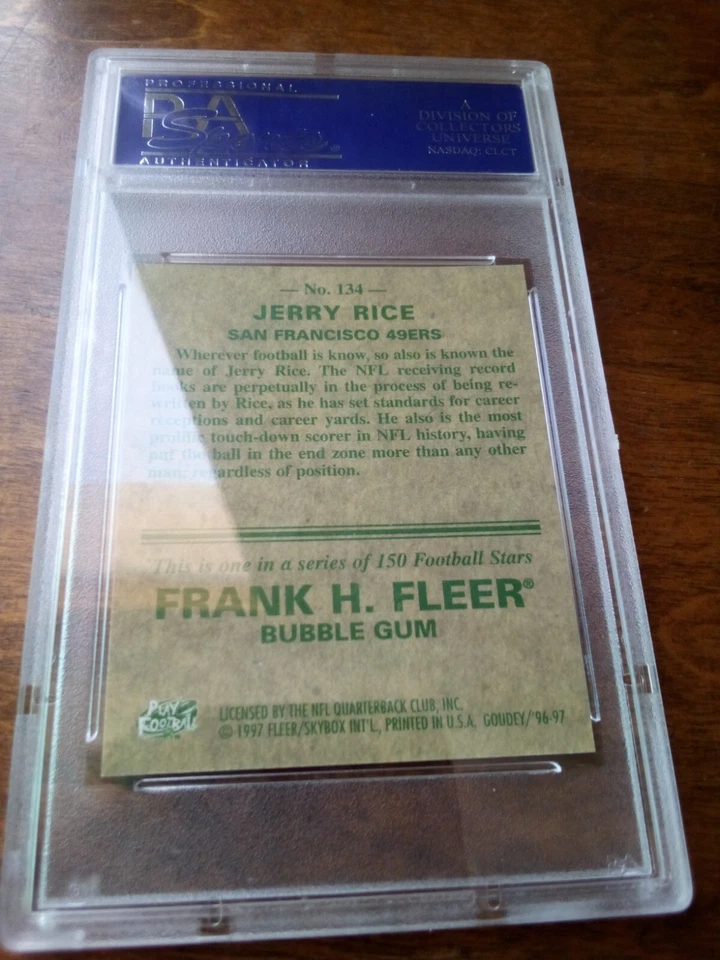 PROFESSIONAL
PSA
Sports
AUTHENTICATOR
A
DIVISION OF
COLLECTORS
UNIVERSE
NASDAQ: CLCT
— No. 134 —
JERRY RICE
SAN FRANCISCO 49ERS
Wherever football is know, so also is known the
name of Jerry Rice. The NFL receiving record
books are perpetually in the process of being re-
written by Rice, as he has set standards for career
receptions and career yards. He also is the most
prolific touch-down scorer in NFL history, having
put the ball in the end zone more than any other
man, regardless of position.
This is one in a series of 150 Football Stars
FRANK H. FLEER®
BUBBLE GUM
PLAY FOOTBALL
LICENSED BY THE NFL QUARTERBACK CLUB, INC.
© 1997 FLEER/SKYBOX INT'L., PRINTED IN U.S.A. GOUDEY/'96-97